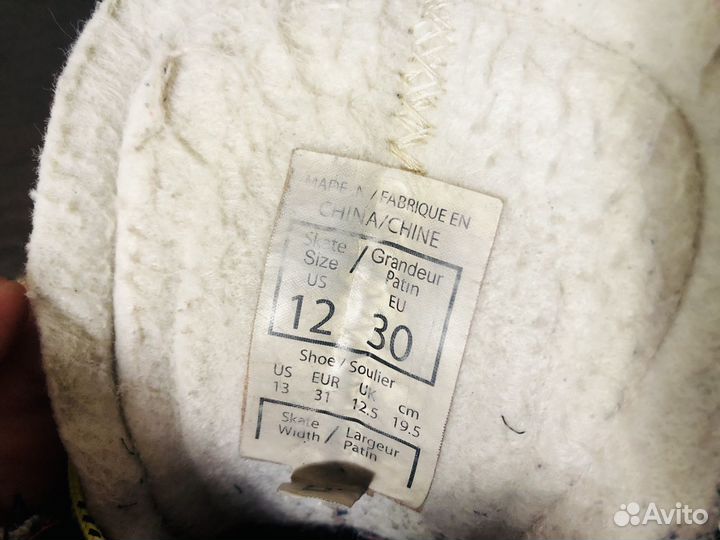 MADE IN / FABRIQUE EN
CHINA/CHINE
Skate / Grandeur
Size Patin
US EU
12 30
Shoe / Soulier
US EUR UK cm
13 31 12.5 19.5
Skate / Largeur
Width Patin
Avito